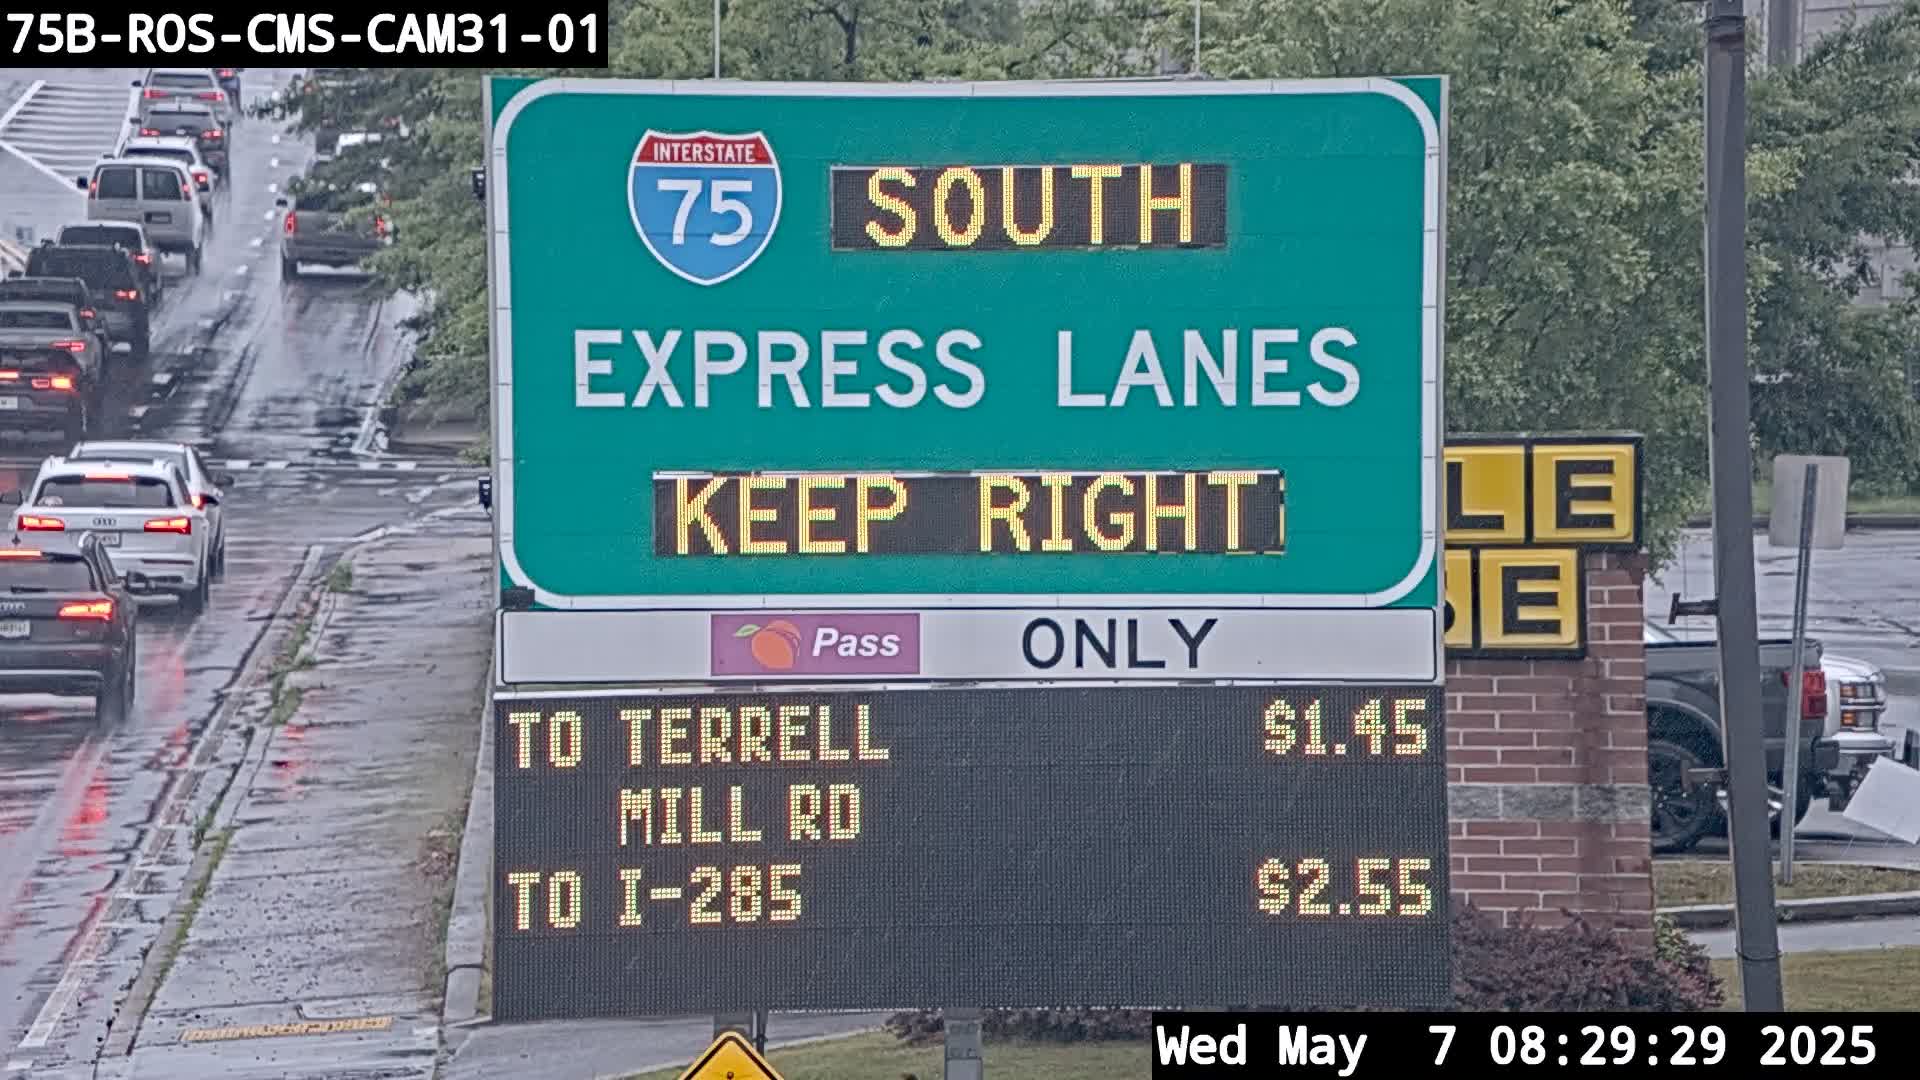 75B-ROS-CMS-CAM31-01
INTERSTATE
75
SOUTH
EXPRESS LANES
KEEP RIGHT
Pass ONLY
TO TERRELL $1.45
MILL RD
TO I-285 $2.55
LE
E
Wed May 7 08:29:29 2025